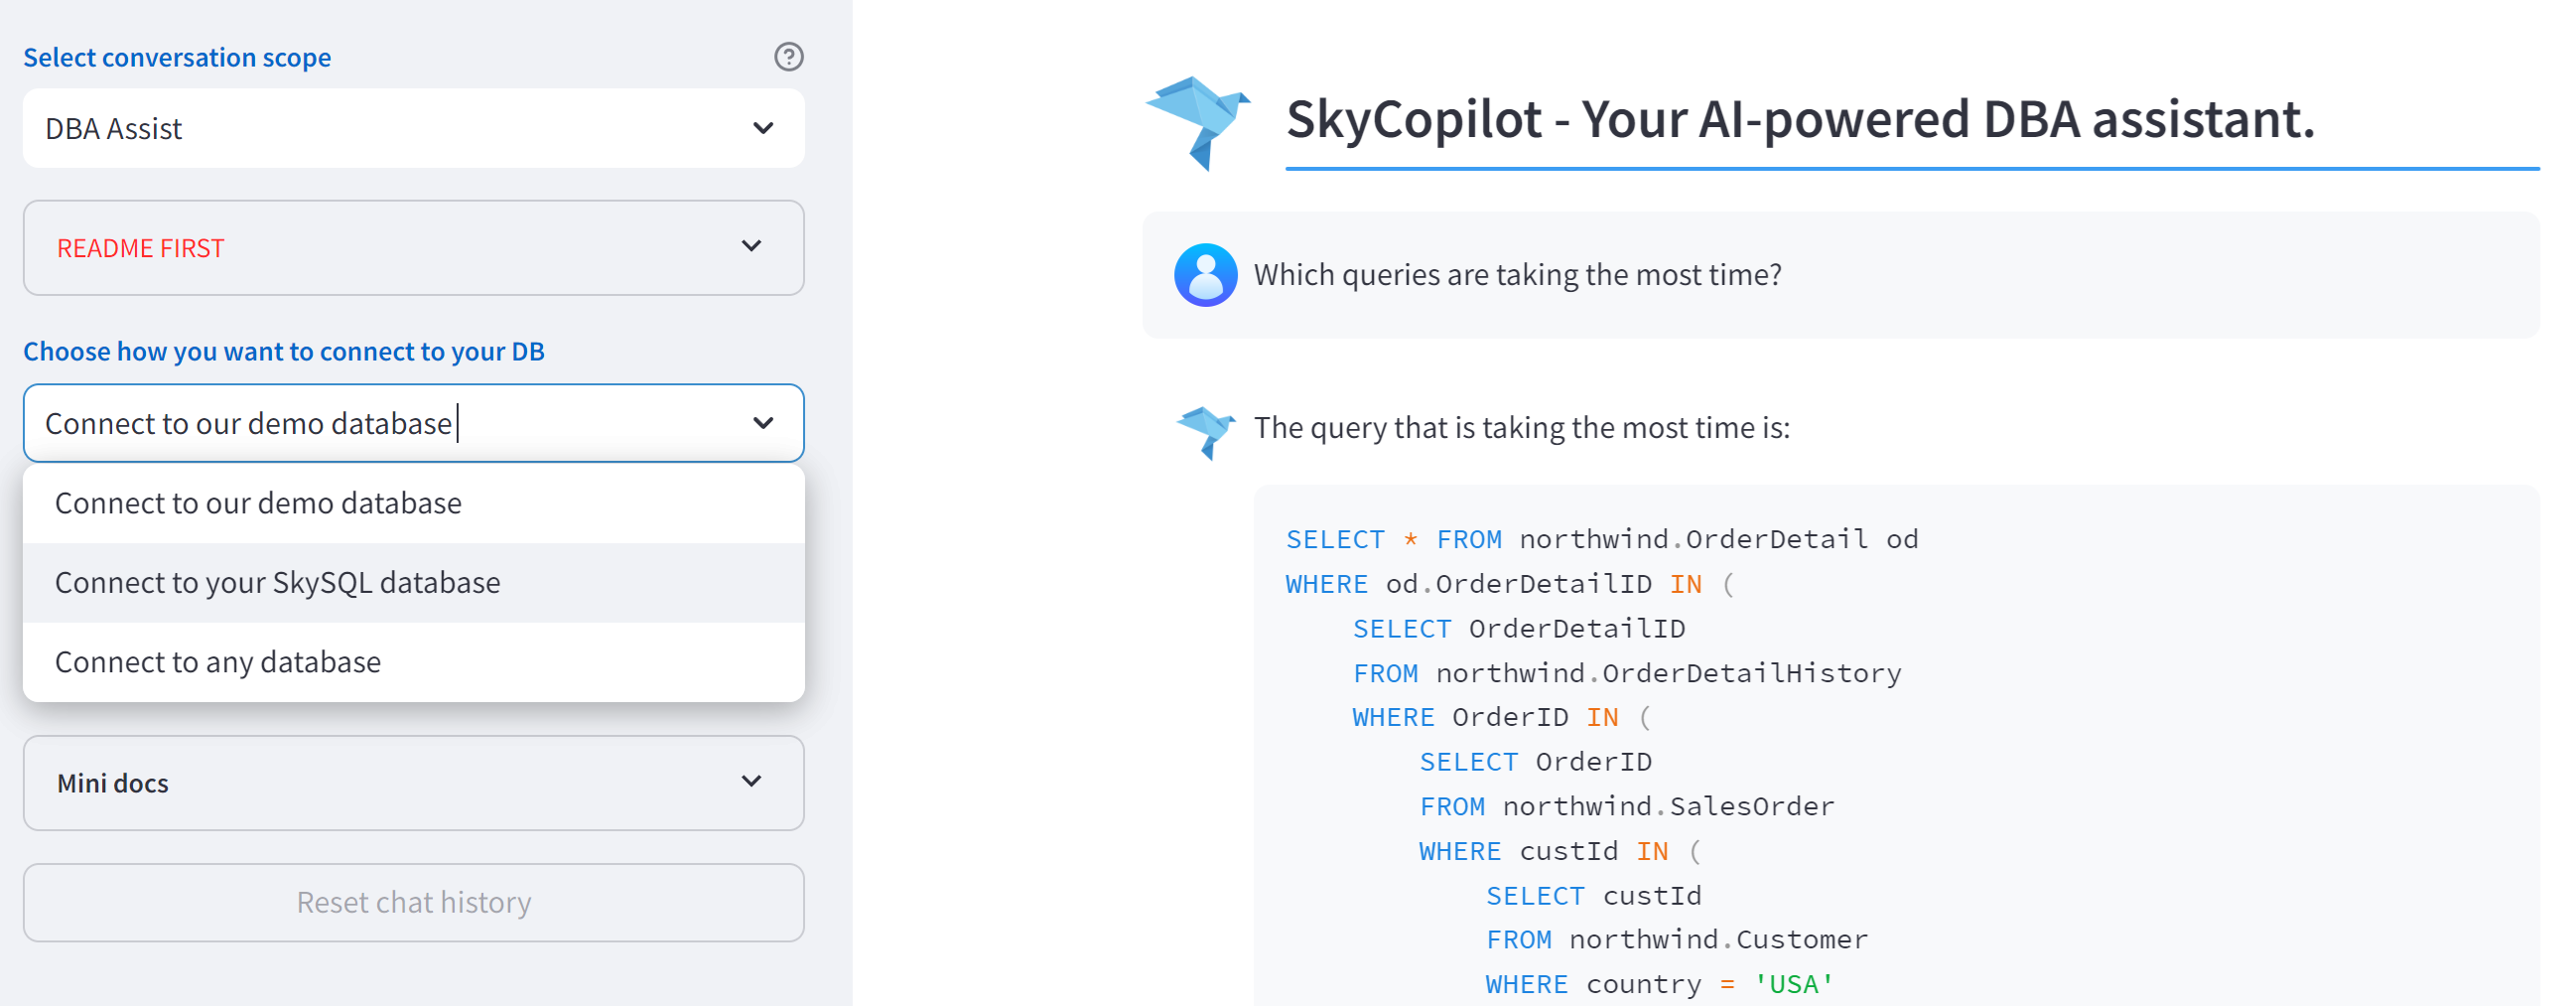 Select conversation scope
DBA Assist
README FIRST
Choose how you want to connect to your DB
Connect to our demo database
Connect to our demo database
Connect to your SkySQL database
Connect to any database
Mini docs
Reset chat history
SkyCopilot - Your AI-powered DBA assistant.
Which queries are taking the most time?
The query that is taking the most time is:
SELECT * FROM northwind.OrderDetail od
WHERE od.OrderDetailID IN (
    SELECT OrderDetailID
    FROM northwind.OrderDetailHistory
    WHERE OrderID IN (
        SELECT OrderID
        FROM northwind.SalesOrder
        WHERE custId IN (
            SELECT custId
            FROM northwind.Customer
            WHERE country = 'USA'